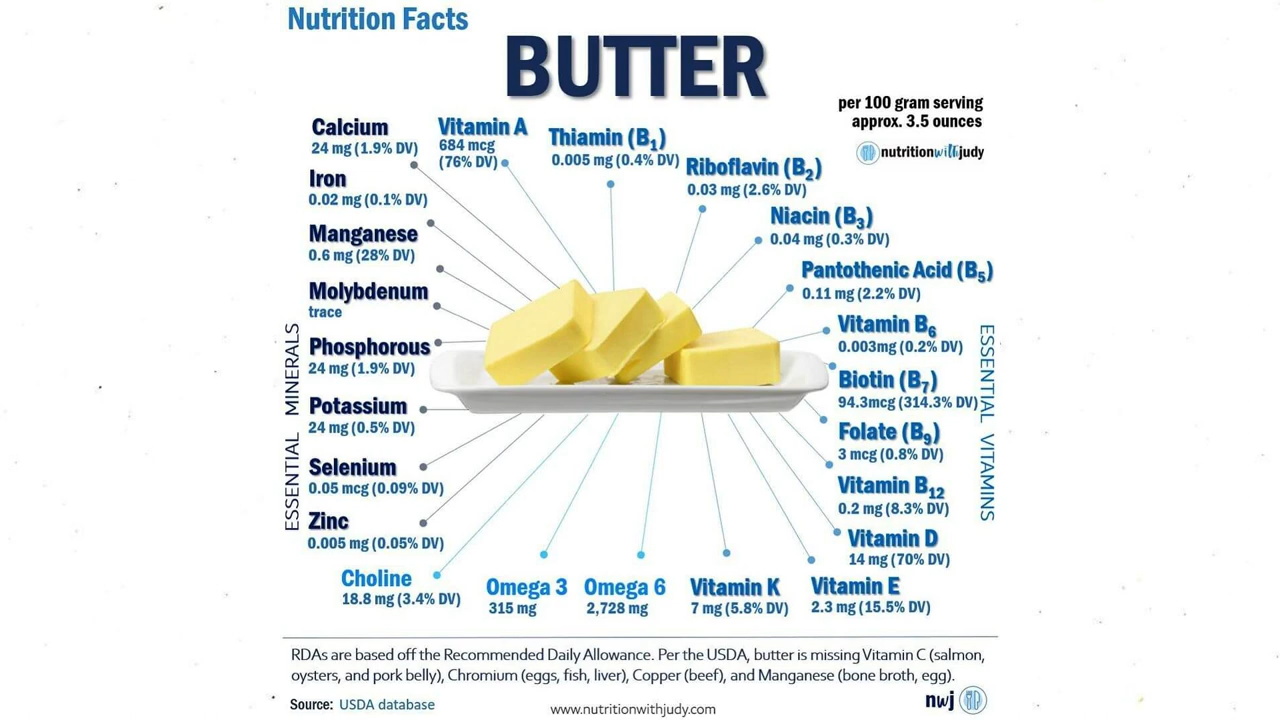 Nutrition Facts
BUTTER
per 100 gram serving
approx. 3.5 ounces
nutritionwithjudy
Calcium
24 mg (1.9% DV)
Iron
0.02 mg (0.1% DV)
Manganese
0.6 mg (28% DV)
Molybdenum
trace
Phosphorous
24 mg (1.9% DV)
Potassium
24 mg (0.5% DV)
Selenium
0.05 mcg (0.09% DV)
Zinc
0.005 mg (0.05% DV)
ESSENTIAL MINERALS
Vitamin A
684 mcg
(76% DV)
Thiamin (B₁)
0.005 mg (0.4% DV)
Riboflavin (B₂)
0.03 mg (2.6% DV)
Niacin (B₃)
0.04 mg (0.3% DV)
Pantothenic Acid (B₅)
0.11 mg (2.2% DV)
Vitamin B₆
0.003mg (0.2% DV)
Biotin (B₇)
94.3mcg (314.3% DV)
Folate (B₉)
3 mcg (0.8% DV)
Vitamin B₁₂
0.2 mg (8.3% DV)
Vitamin D
14 mg (70% DV)
ESSENTIAL VITAMINS
Choline
18.8 mg (3.4% DV)
Omega 3
315 mg
Omega 6
2,728 mg
Vitamin K
7 mg (5.8% DV)
Vitamin E
2.3 mg (15.5% DV)
RDAs are based off the Recommended Daily Allowance. Per the USDA, butter is missing Vitamin C (salmon,
oysters, and pork belly), Chromium (eggs, fish, liver), Copper (beef), and Manganese (bone broth, egg).
Source: USDA database
www.nutritionwithjudy.com
nwj